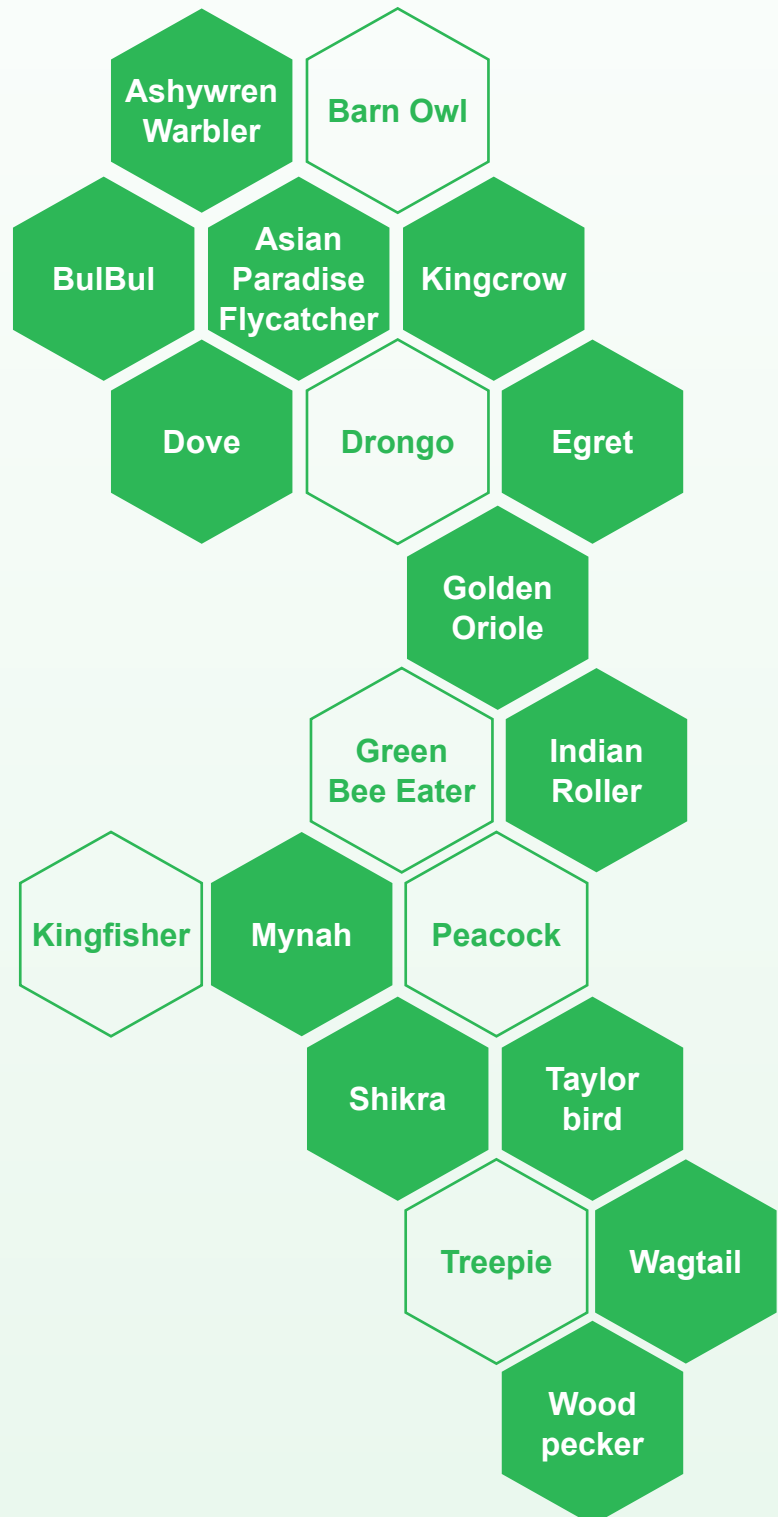 Ashywren
Warbler
Barn Owl
BulBul
Asian
Paradise
Flycatcher
Kingcrow
Dove
Drongo
Egret
Golden
Oriole
Green
Bee Eater
Indian
Roller
Kingfisher
Mynah
Peacock
Shikra
Taylor
bird
Treepie
Wagtail
Wood
pecker